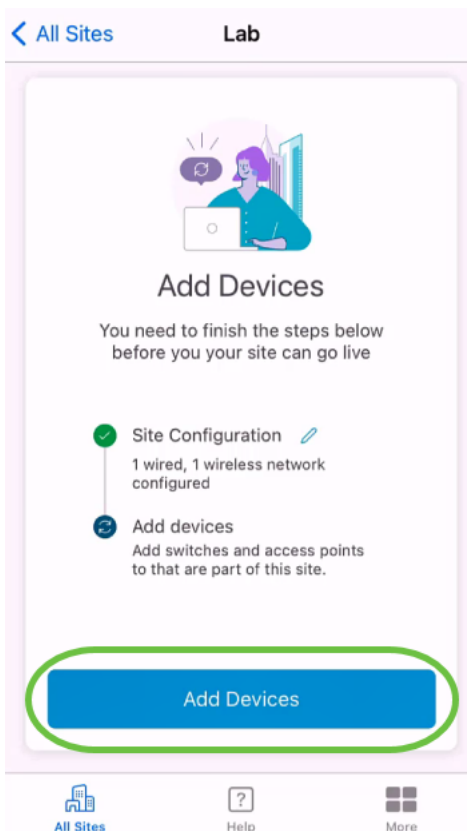 All Sites Lab
Add Devices
You need to finish the steps below
before you your site can go live
Site Configuration
1 wired, 1 wireless network
configured
Add devices
Add switches and access points
to that are part of this site.
Add Devices
?
All Sites Help More